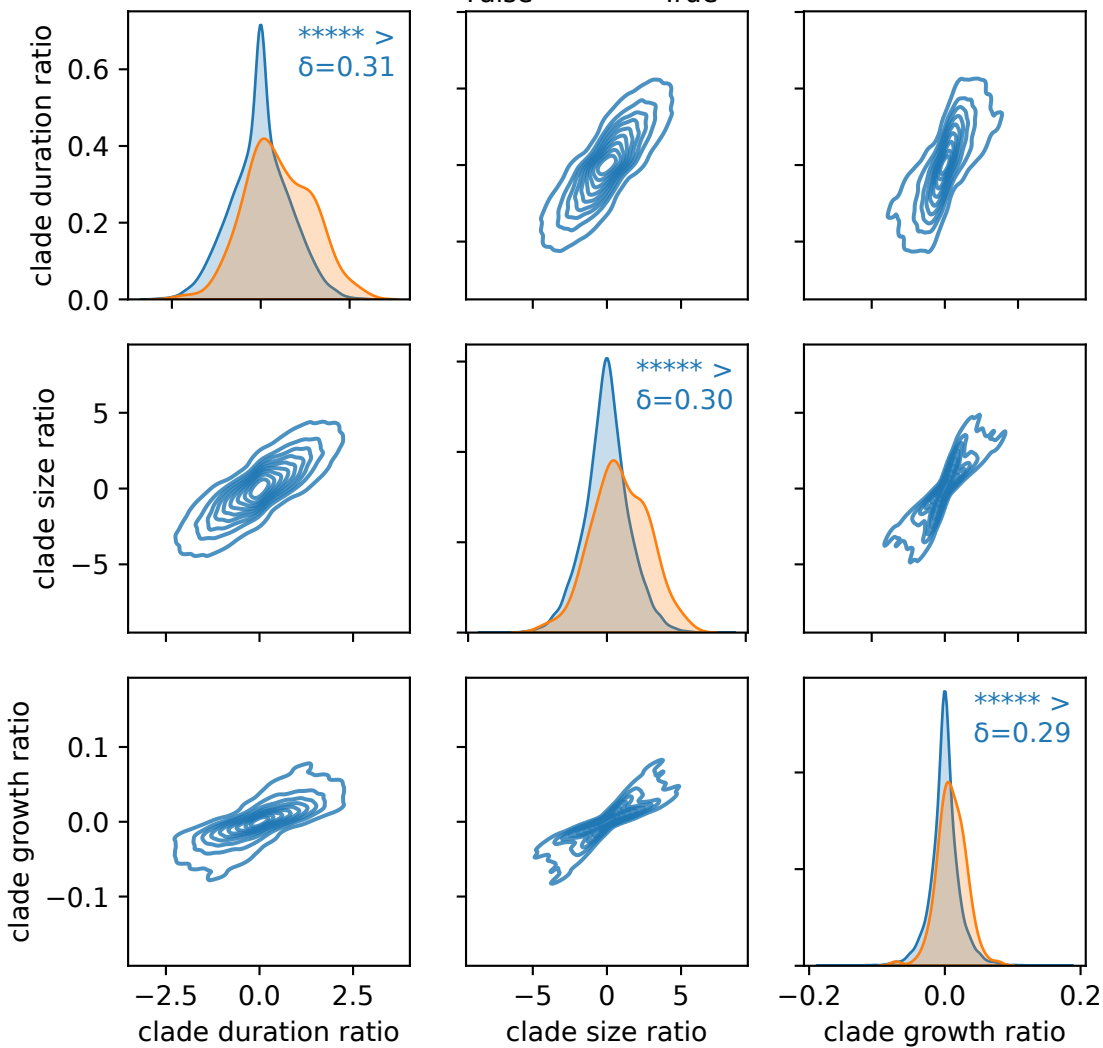 False True
clade duration ratio
0.6
0.4
0.2
0.0
***** >
δ=0.31
clade size ratio
5
0
−5
***** >
δ=0.30
clade growth ratio
0.1
0.0
−0.1
***** >
δ=0.29
−2.5 0.0 2.5
−5 0 5
−0.2 0.0 0.2
clade duration ratio
clade size ratio
clade growth ratio